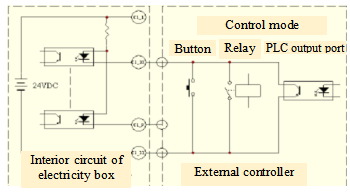 Control mode
Button
Relay
PLC output port
24VDC
Interior circuit of
electricity box
External controller